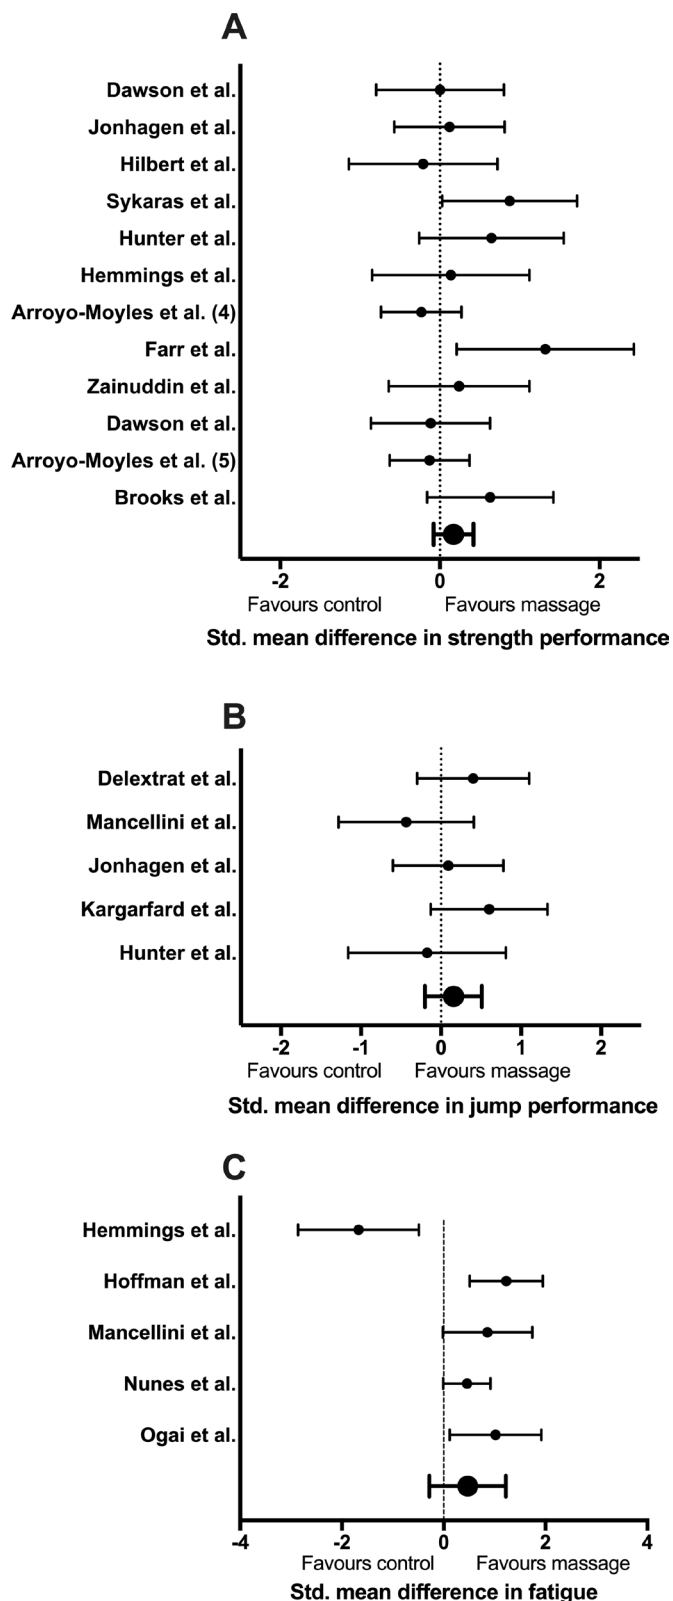 A
Dawson et al.
Jonhagen et al.
Hilbert et al.
Sykaras et al.
Hunter et al.
Hemmings et al.
Arroyo-Moyles et al. (4)
Farr et al.
Zainuddin et al.
Dawson et al.
Arroyo-Moyles et al. (5)
Brooks et al.
-2 0 2
Favours control Favours massage
Std. mean difference in strength performance
B
Delextrat et al.
Mancellini et al.
Jonhagen et al.
Kargarfard et al.
Hunter et al.
-2 -1 0 1 2
Favours control Favours massage
Std. mean difference in jump performance
C
Hemmings et al.
Hoffman et al.
Mancellini et al.
Nunes et al.
Ogai et al.
-4 -2 0 2 4
Favours control Favours massage
Std. mean difference in fatigue